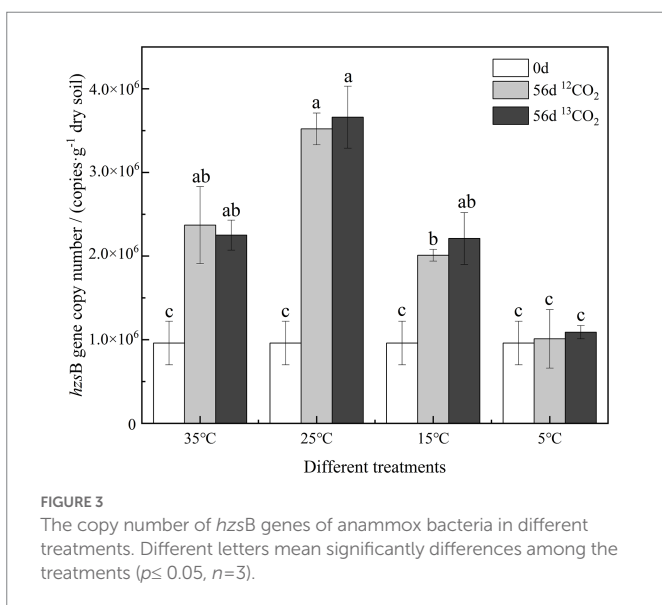 hzsB gene copy number / (copies·g⁻¹ dry soil)
4.0×10⁶
3.0×10⁶
2.0×10⁶
1.0×10⁶
0
0d
56d ¹²CO₂
56d ¹³CO₂
c ab ab
c a a
c b ab
c c c
35℃ 25℃ 15℃ 5℃
Different treatments
FIGURE 3
The copy number of hzsB genes of anammox bacteria in different
treatments. Different letters mean significantly differences among the
treatments (p≤ 0.05, n=3).